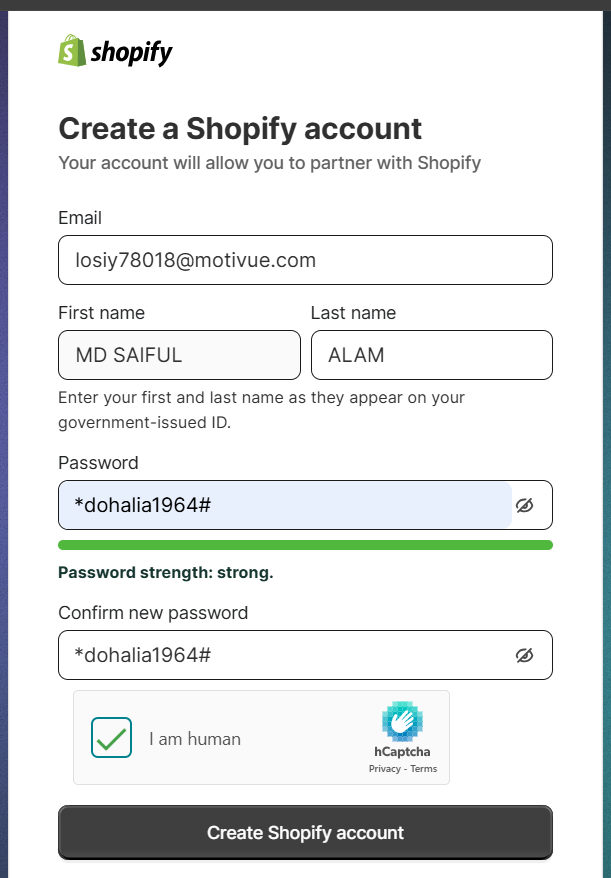 shopify
Create a Shopify account
Your account will allow you to partner with Shopify
Email
losiy78018@motivue.com
First name Last name
MD SAIFUL ALAM
Enter your first and last name as they appear on your
government-issued ID.
Password
*dohalia1964#
Password strength: strong.
Confirm new password
*dohalia1964#
I am human
hCaptcha
Privacy - Terms
Create Shopify account